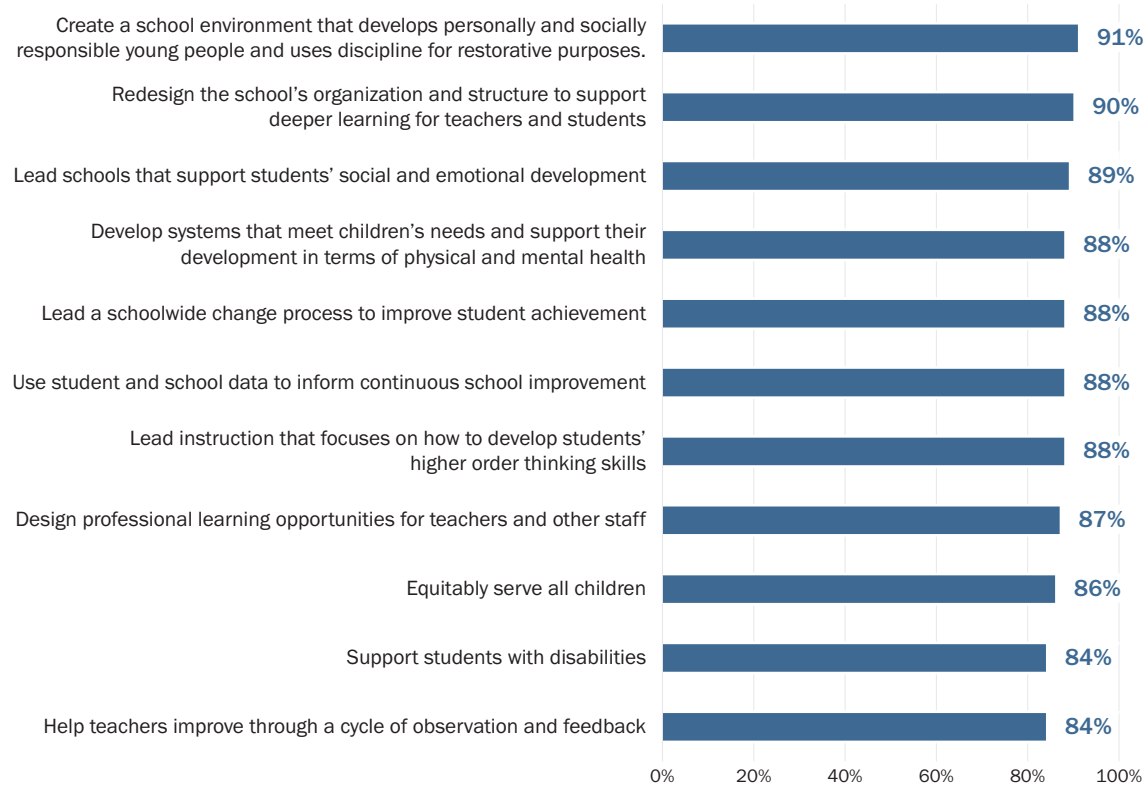 Create a school environment that develops personally and socially
responsible young people and uses discipline for restorative purposes.
91%
Redesign the school’s organization and structure to support
deeper learning for teachers and students
90%
Lead schools that support students’ social and emotional development
89%
Develop systems that meet children’s needs and support their
development in terms of physical and mental health
88%
Lead a schoolwide change process to improve student achievement
88%
Use student and school data to inform continuous school improvement
88%
Lead instruction that focuses on how to develop students’
higher order thinking skills
88%
Design professional learning opportunities for teachers and other staff
87%
Equitably serve all children
86%
Support students with disabilities
84%
Help teachers improve through a cycle of observation and feedback
84%
0% 20% 40% 60% 80% 100%